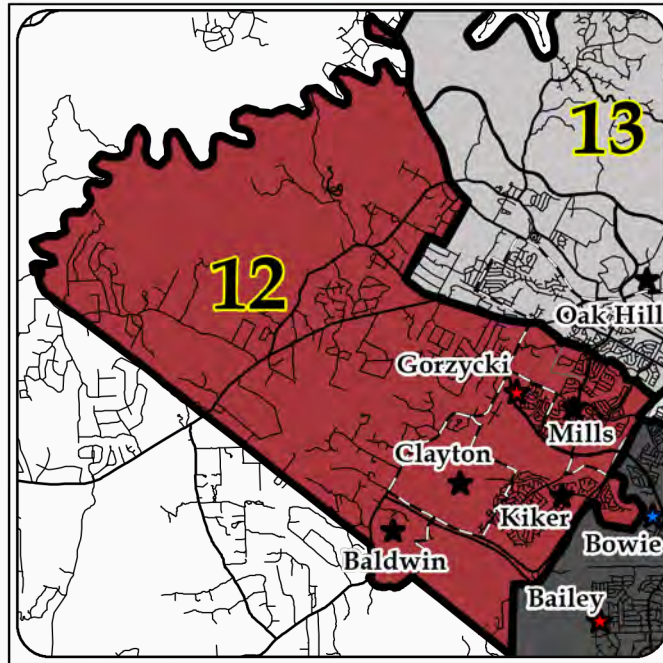 13
12
Oak Hill
Gorzycki
Mills
Clayton
Kiker
Bowie
Baldwin
Bailey